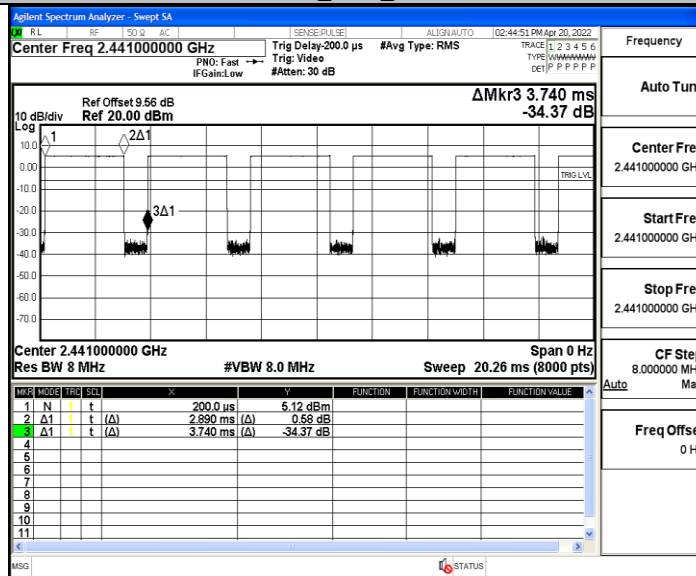 Agilent Spectrum Analyzer - Swept SA
RL RF 50 Ω AC SENSE:PULSE ALIGN AUTO 02:44:51 PM Apr 20, 2022
Center Freq 2.441000000 GHz
PNO: Fast
IFGain:Low
Trig Delay-200.0 µs
Trig: Video
#Atten: 30 dB
#Avg Type: RMS
TRACE 1 2 3 4 5 6
TYPE WWWWWW
DET P P P P P P
Ref Offset 9.56 dB
10 dB/div Ref 20.00 dBm
ΔMkr3 3.740 ms
-34.37 dB
Log
10.0
0.00
-10.0
-20.0
-30.0
-40.0
-50.0
-60.0
-70.0
1
2Δ1
3Δ1
TRIG LVL
Center 2.441000000 GHz Span 0 Hz
Res BW 8 MHz #VBW 8.0 MHz Sweep 20.26 ms (8000 pts)
MKR MODE TRC SCL X Y FUNCTION FUNCTION WIDTH FUNCTION VALUE
1 N 1 t 200.0 µs 5.12 dBm
2 Δ1 1 t (Δ) 2.890 ms (Δ) 0.58 dB
3 Δ1 1 t (Δ) 3.740 ms (Δ) -34.37 dB
4
5
6
7
8
9
10
11
MSG STATUS
Frequency
Auto Tun
Center Fre
2.441000000 GH
Start Fre
2.441000000 GH
Stop Fre
2.441000000 GH
CF Ste
8.000000 MH
Auto Ma
Freq Offse
0 H